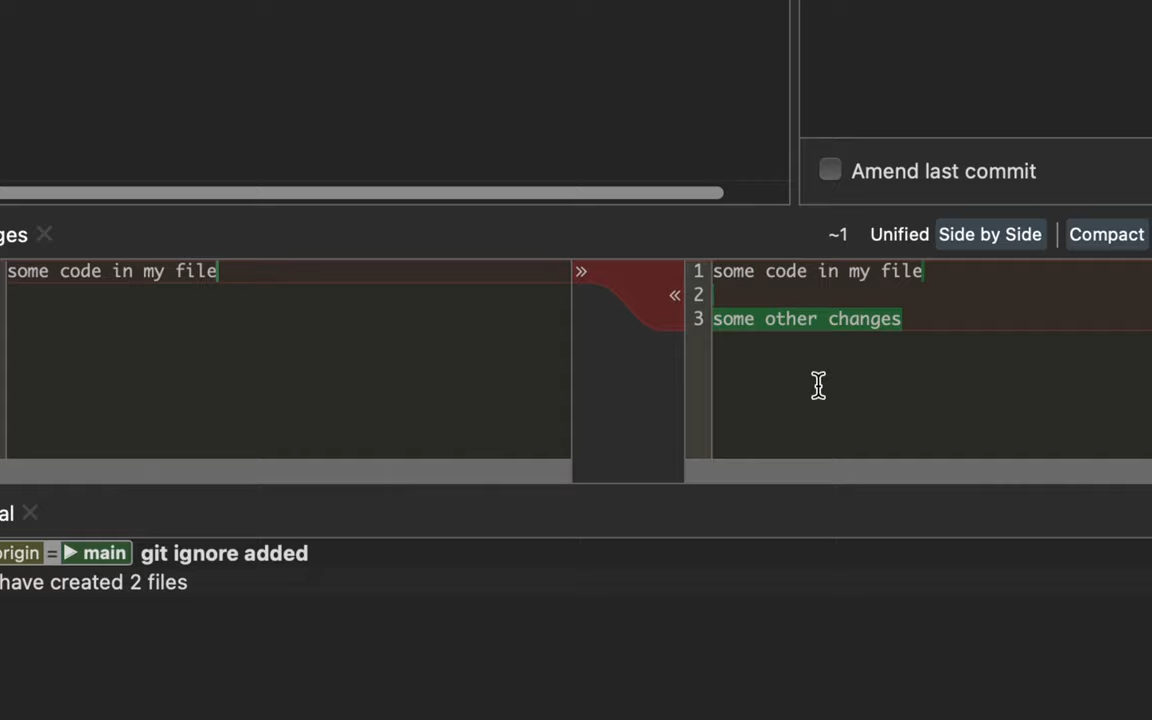 Amend last commit
ges
~1 Unified Side by Side Compact
some code in my file
» 1 some code in my file
« 2
3 some other changes
al
origin = main git ignore added
have created 2 files